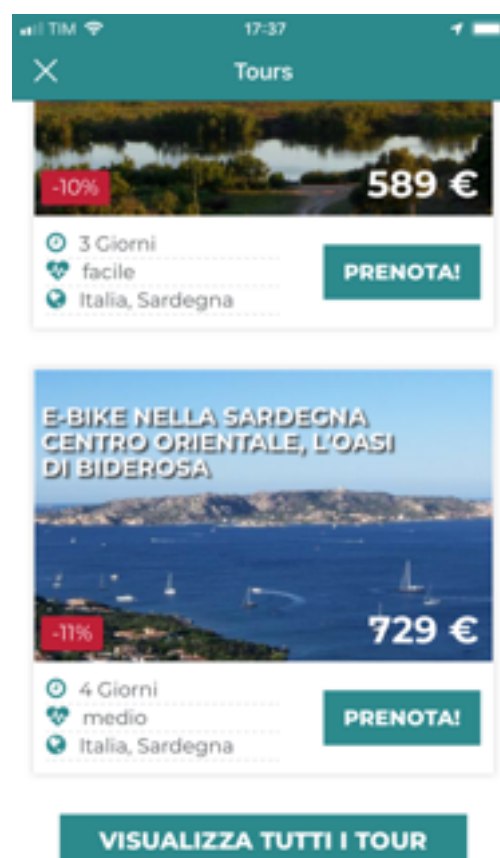 TIM 17:37
Tours
-10% 589 €
3 Giorni
facile
Italia, Sardegna
PRENOTA!
E-BIKE NELLA SARDEGNA
CENTRO ORIENTALE, L'OASI
DI BIDEROSA
-11% 729 €
4 Giorni
medio
Italia, Sardegna
PRENOTA!
VISUALIZZA TUTTI I TOUR